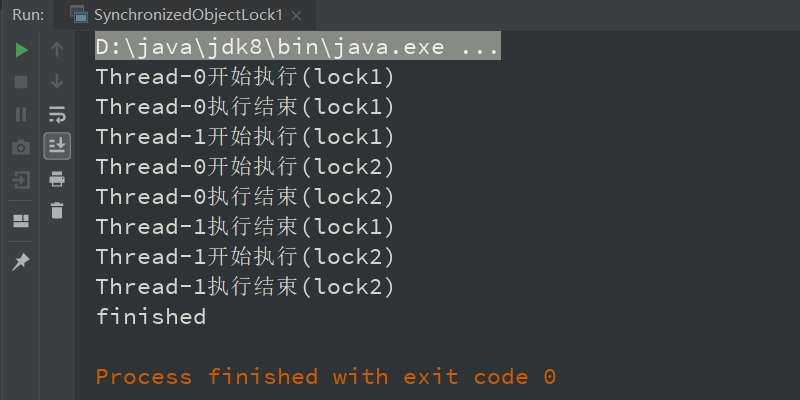 Run: SynchronizedObjectLock1
D:\java\jdk8\bin\java.exe ...
Thread-0开始执行(lock1)
Thread-0执行结束(lock1)
Thread-1开始执行(lock1)
Thread-0开始执行(lock2)
Thread-0执行结束(lock2)
Thread-1执行结束(lock1)
Thread-1开始执行(lock2)
Thread-1执行结束(lock2)
finished
Process finished with exit code 0